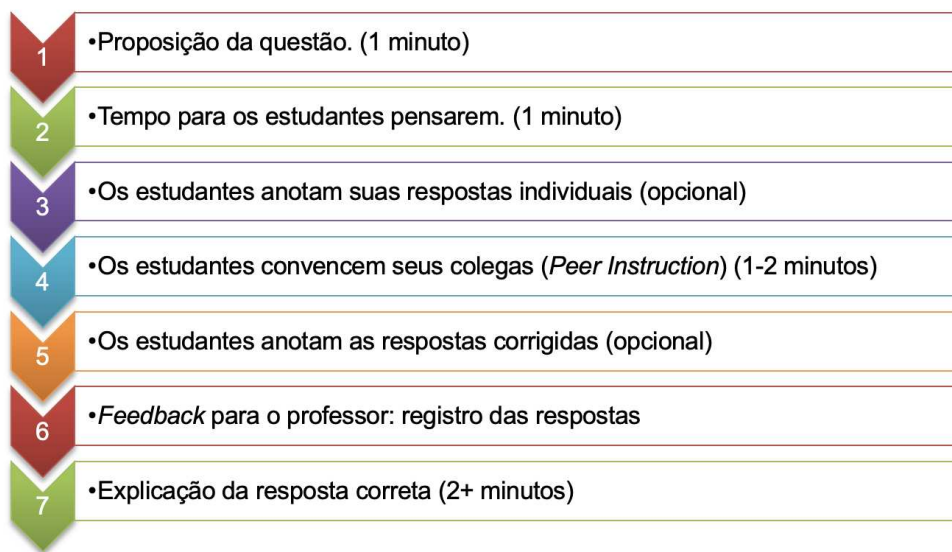 1 •Proposição da questão. (1 minuto)
2 •Tempo para os estudantes pensarem. (1 minuto)
3 •Os estudantes anotam suas respostas individuais (opcional)
4 •Os estudantes convencem seus colegas (Peer Instruction) (1-2 minutos)
5 •Os estudantes anotam as respostas corrigidas (opcional)
6 •Feedback para o professor: registro das respostas
7 •Explicação da resposta correta (2+ minutos)